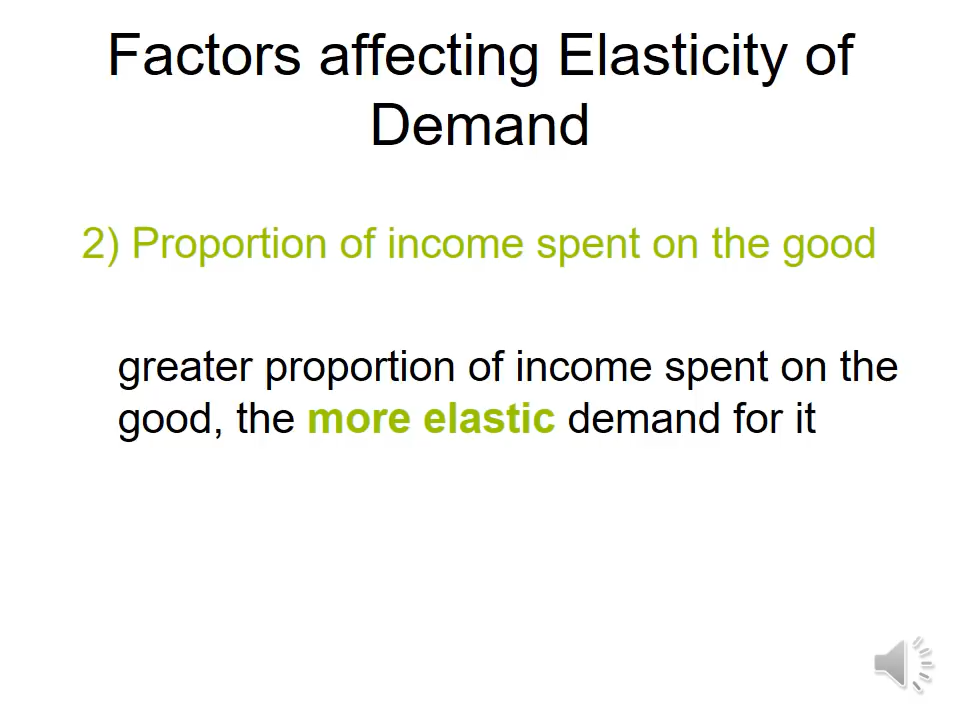 Factors affecting Elasticity of
Demand
2) Proportion of income spent on the good
greater proportion of income spent on the
good, the more elastic demand for it